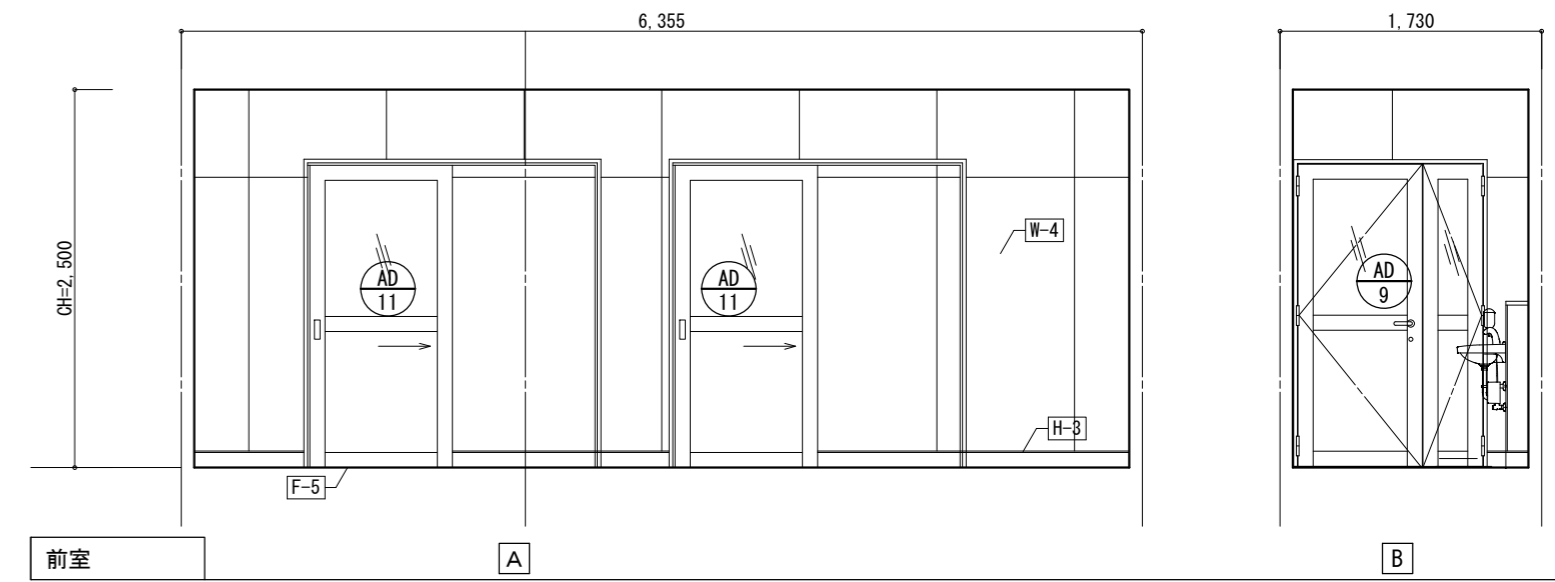 6,355
1,730
CH=2,500
W-4
AD
11
AD
11
AD
9
H-3
F-5
前室
A
B